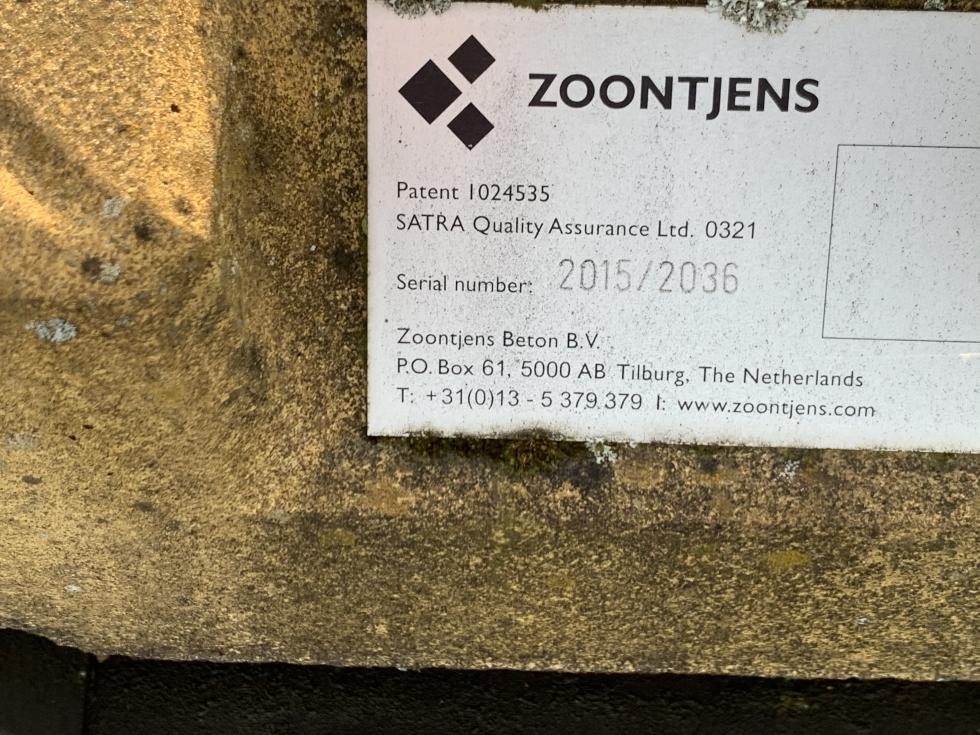 ZOONTJENS
Patent 1024535
SATRA Quality Assurance Ltd. 0321
Serial number: 2015/2036
Zoontjens Beton B.V.
P.O. Box 61, 5000 AB Tilburg, The Netherlands
T: +31(0)13 - 5 379 379 I: www.zoontjens.com